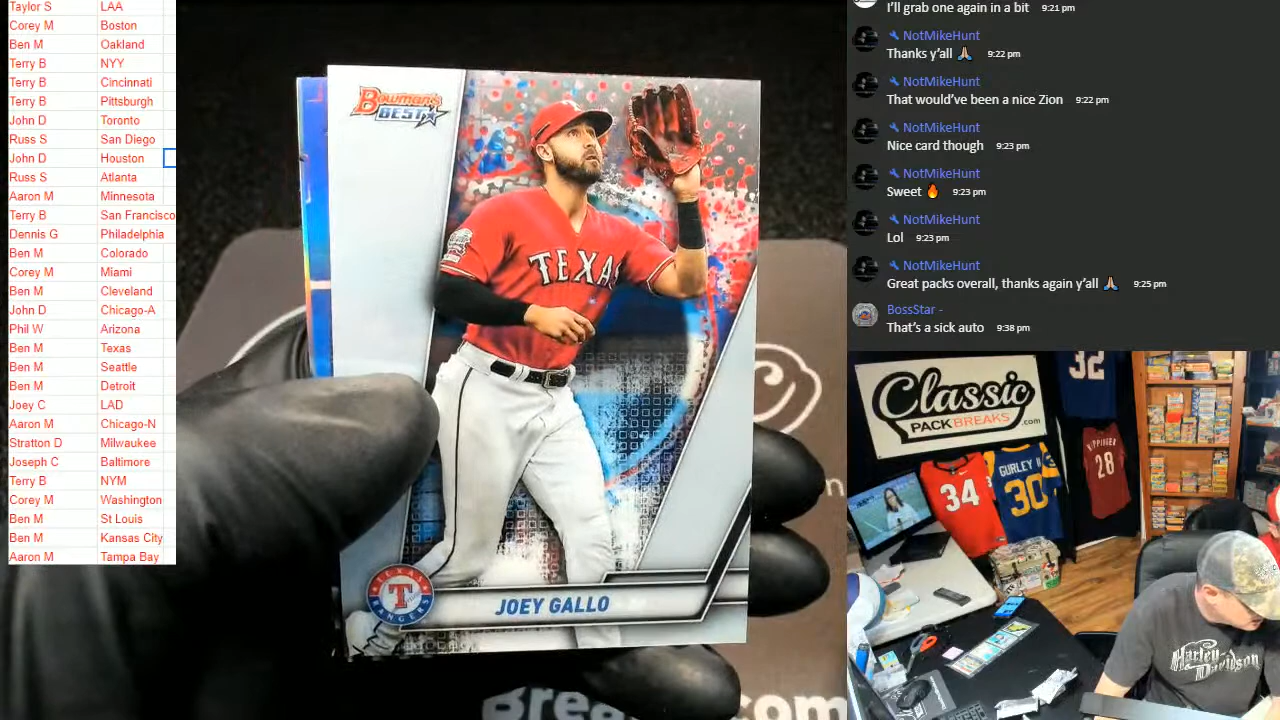 Taylor S LAA
Corey M Boston
Ben M Oakland
Terry B NYY
Terry B Cincinnati
Terry B Pittsburgh
John D Toronto
Russ S San Diego
John D Houston
Russ S Atlanta
Aaron M Minnesota
Terry B San Francisco
Dennis G Philadelphia
Ben M Colorado
Corey M Miami
Ben M Cleveland
John D Chicago-A
Phil W Arizona
Ben M Texas
Ben M Seattle
Ben M Detroit
Joey C LAD
Aaron M Chicago-N
Stratton D Milwaukee
Joseph C Baltimore
Terry B NYM
Corey M Washington
Ben M St Louis
Ben M Kansas City
Aaron M Tampa Bay
Bowman's
BEST
TEXAS
TEXAS
T
RANGERS
JOEY GALLO
I'll grab one again in a bit 9:21 pm
NotMikeHunt
Thanks y'all 🙏🏽 9:22 pm
NotMikeHunt
That would've been a nice Zion 9:22 pm
NotMikeHunt
Nice card though 9:23 pm
NotMikeHunt
Sweet 🔥 9:23 pm
NotMikeHunt
Lol 9:23 pm
NotMikeHunt
Great packs overall, thanks again y'all 🙏🏽 9:25 pm
BossStar -
That's a sick auto 9:38 pm
Classic
PACKBREAKS.com
32
34
GURLEY II
30
28
Harley-Davidson